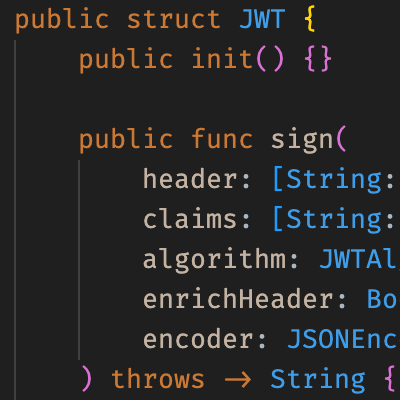 public struct JWT {
public init() {}
public func sign(
header: [String:
claims: [String:
algorithm: JWTAl
enrichHeader: Bo
encoder: JSONEnc
) throws -> String {